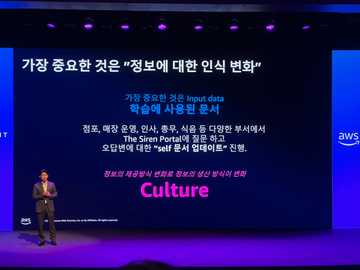 가장 중요한 것은 "정보에 대한 인식 변화"
가장 중요한 것은 Input data
학습에 사용된 문서
점포, 매장 운영, 인사, 총무, 식음 등 다양한 부서에서
The Siren Portal에 질문 하고
오답변에 대한 "self 문서 업데이트" 진행.
정보의 제공방식 변화로 정보의 생산 방식이 변화
Culture
aws
aws